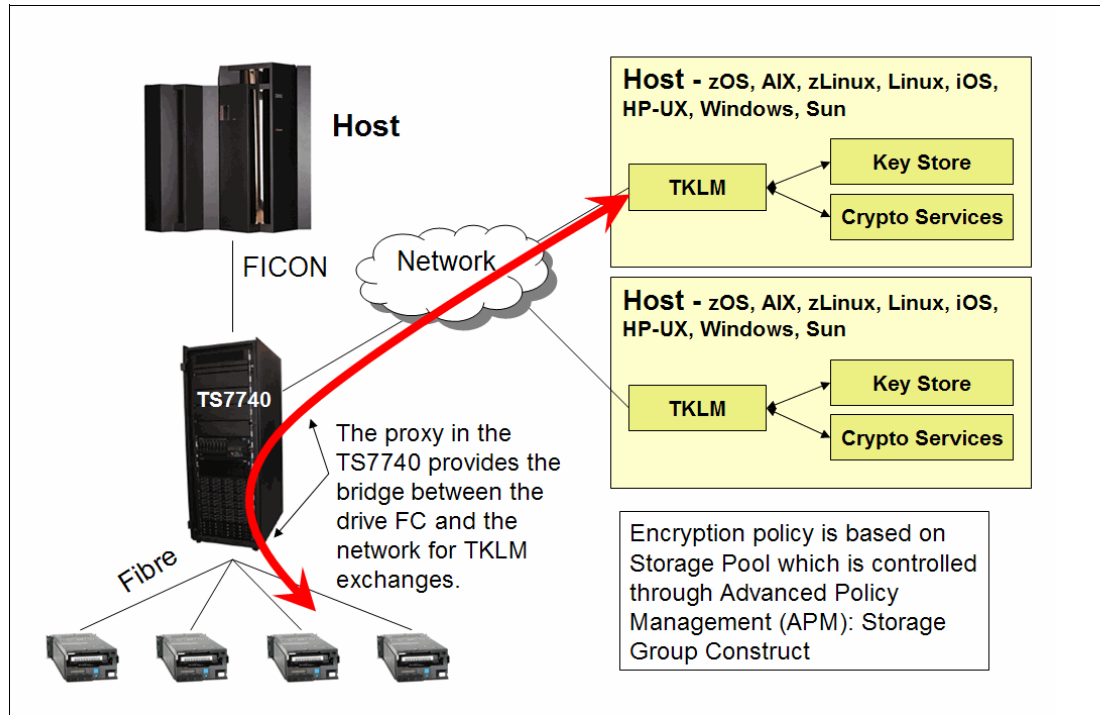 Host
FICON
TS7740
Fibre
Network
The proxy in the
TS7740 provides the
bridge between the
drive FC and the
network for TKLM
exchanges.
Host - zOS, AIX, zLinux, Linux, iOS,
HP-UX, Windows, Sun
TKLM
Key Store
Crypto Services
Host - zOS, AIX, zLinux, Linux, iOS,
HP-UX, Windows, Sun
TKLM
Key Store
Crypto Services
Encryption policy is based on
Storage Pool which is controlled
through Advanced Policy
Management (APM): Storage
Group Construct